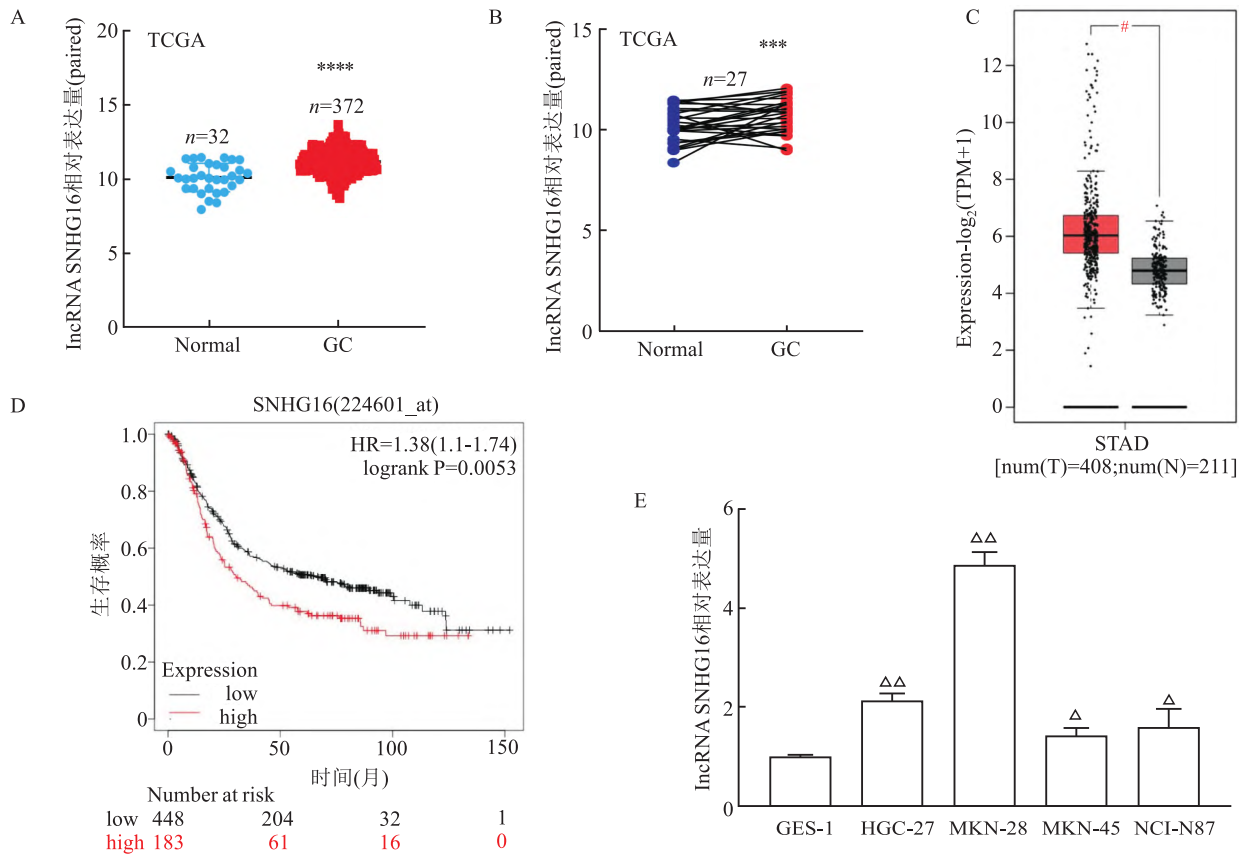 A
lncRNA SNHG16相对表达量(paired)
20
15
10
5
0
TCGA
****
n=372
n=32
Normal
GC
B
lncRNA SNHG16相对表达量(paired)
15
10
5
0
TCGA
***
n=27
Normal
GC
C
Expression-log2(TPM+1)
12
10
8
6
4
2
0
#
STAD
[num(T)=408;num(N)=211]
D
SNHG16(224601_at)
生存概率
1.0
0.8
0.6
0.4
0.2
0
HR=1.38(1.1-1.74)
logrank P=0.0053
Expression
low
high
0 50 100 150
时间(月)
Number at risk
low 448 204 32 1
high 183 61 16 0
E
lncRNA SNHG16相对表达量
6
4
2
0
△△
△△
△
△
GES-1 HGC-27 MKN-28 MKN-45 NCI-N87